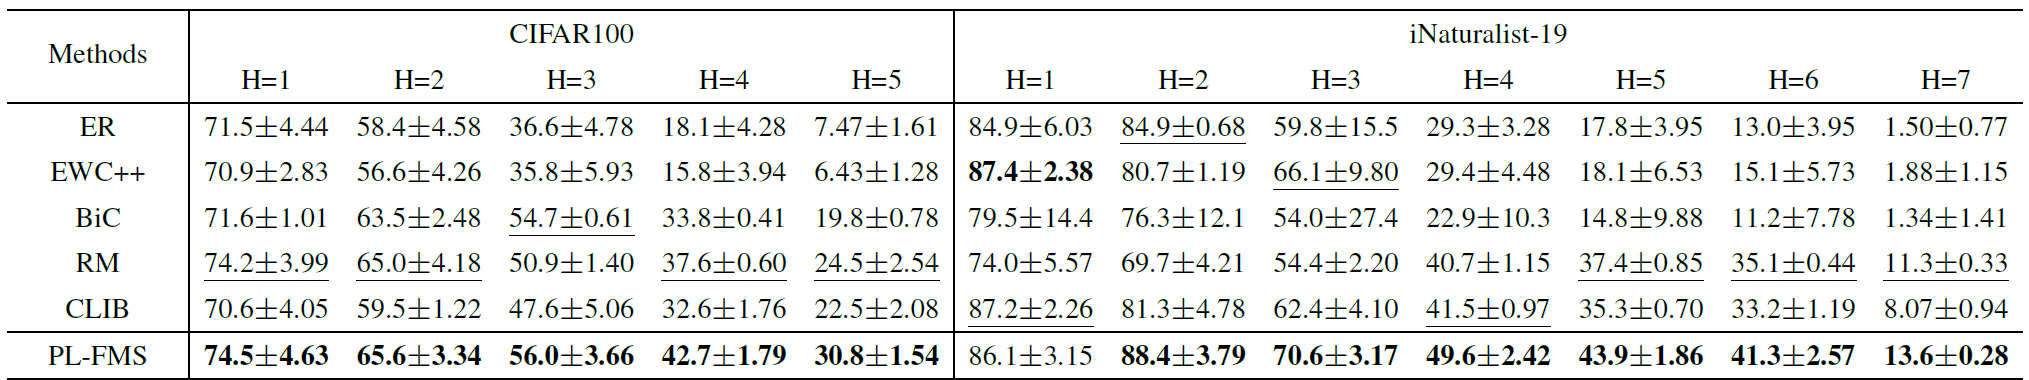 Methods CIFAR100 iNaturalist-19
H=1 H=2 H=3 H=4 H=5 H=1 H=2 H=3 H=4 H=5 H=6 H=7
ER 71.5±4.44 58.4±4.58 36.6±4.78 18.1±4.28 7.47±1.61 84.9±6.03 84.9±0.68 59.8±15.5 29.3±3.28 17.8±3.95 13.0±3.95 1.50±0.77
EWC++ 70.9±2.83 56.6±4.26 35.8±5.93 15.8±3.94 6.43±1.28 87.4±2.38 80.7±1.19 66.1±9.80 29.4±4.48 18.1±6.53 15.1±5.73 1.88±1.15
BiC 71.6±1.01 63.5±2.48 54.7±0.61 33.8±0.41 19.8±0.78 79.5±14.4 76.3±12.1 54.0±27.4 22.9±10.3 14.8±9.88 11.2±7.78 1.34±1.41
RM 74.2±3.99 65.0±4.18 50.9±1.40 37.6±0.60 24.5±2.54 74.0±5.57 69.7±4.21 54.4±2.20 40.7±1.15 37.4±0.85 35.1±0.44 11.3±0.33
CLIB 70.6±4.05 59.5±1.22 47.6±5.06 32.6±1.76 22.5±2.08 87.2±2.26 81.3±4.78 62.4±4.10 41.5±0.97 35.3±0.70 33.2±1.19 8.07±0.94
PL-FMS 74.5±4.63 65.6±3.34 56.0±3.66 42.7±1.79 30.8±1.54 86.1±3.15 88.4±3.79 70.6±3.17 49.6±2.42 43.9±1.86 41.3±2.57 13.6±0.28